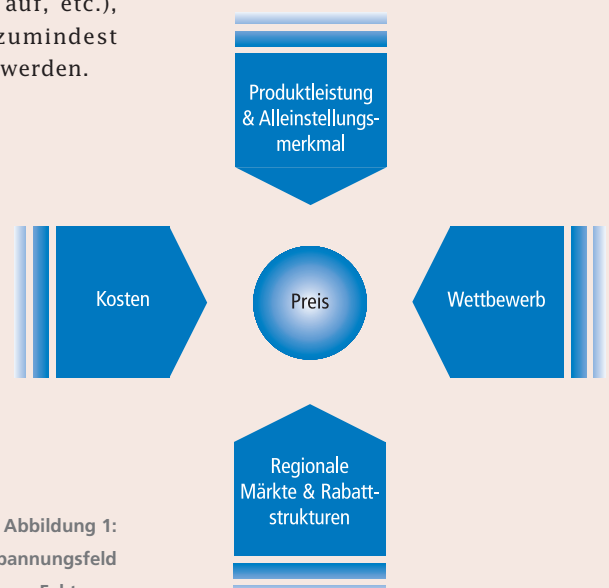 auf, etc.),
zumindest
werden.
Produktleistung
& Alleinstellungs-
merkmal
Kosten
Preis
Wettbewerb
Regionale
Märkte & Rabatt-
strukturen
Abbildung 1:
pannungsfeld